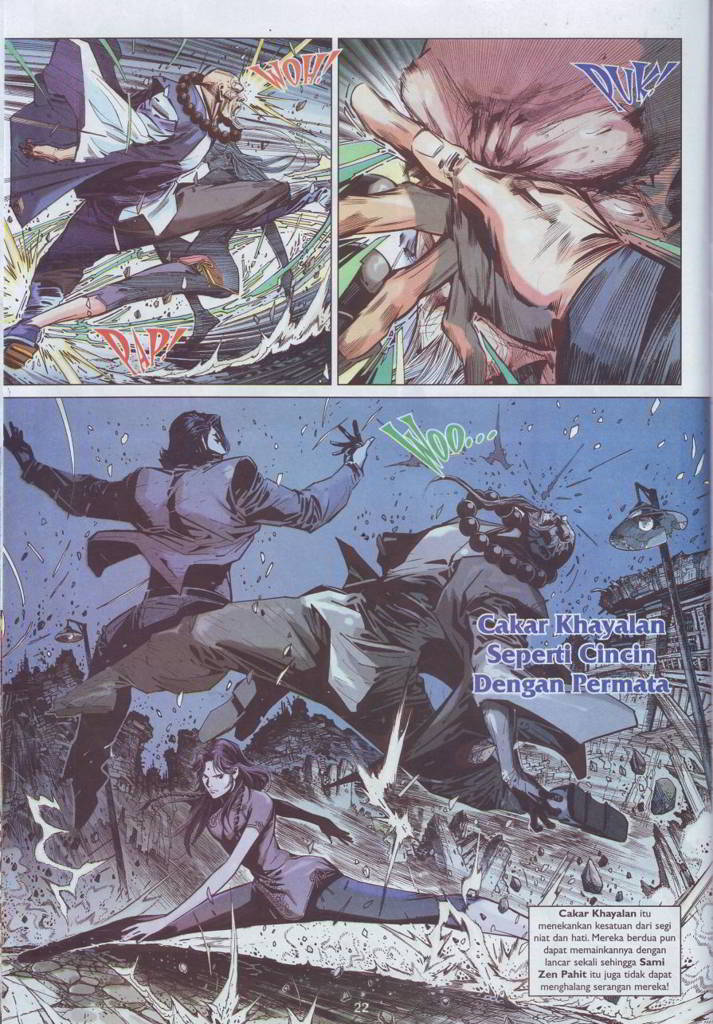 WOH!
DUK!!
DAP!
WOO...
Cakar Khayalan
Seperti Cincin
Dengan Permata
Cakar Khayalan itu
menekankan kesatuan dari segi
niat dan hati. Mereka berdua pun
dapat memainkannya dengan
lancar sekali sehingga Sami
Zen Pahit itu juga tidak dapat
menghalang serangan mereka!
22